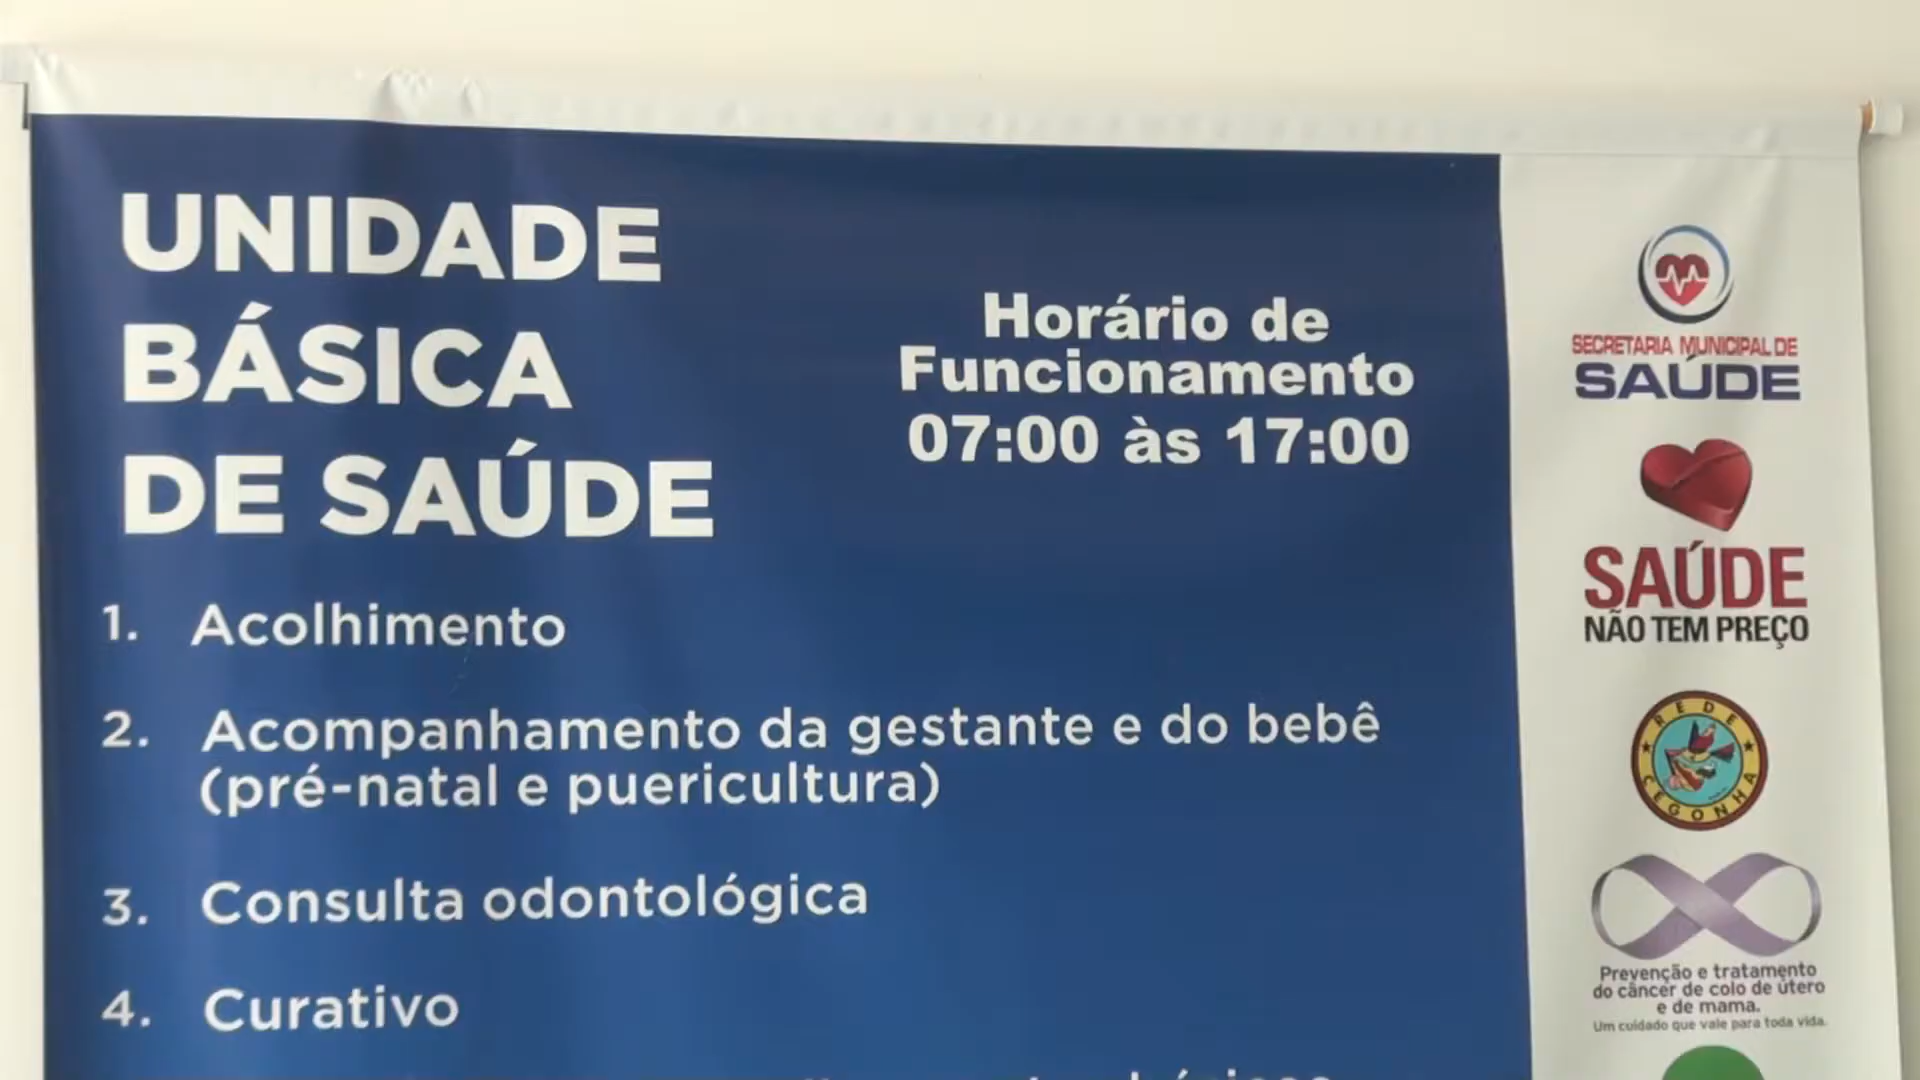 UNIDADE
BÁSICA
DE SAÚDE
Horário de
Funcionamento
07:00 às 17:00
1. Acolhimento
2. Acompanhamento da gestante e do bebê
(pré-natal e puericultura)
3. Consulta odontológica
4. Curativo
SECRETARIA MUNICIPAL DE
SAÚDE
SAÚDE
NÃO TEM PREÇO
REDE
CEGONHA
Prevenção e tratamento
do câncer de colo de útero
e de mama.
Um cuidado que vale para toda vida.